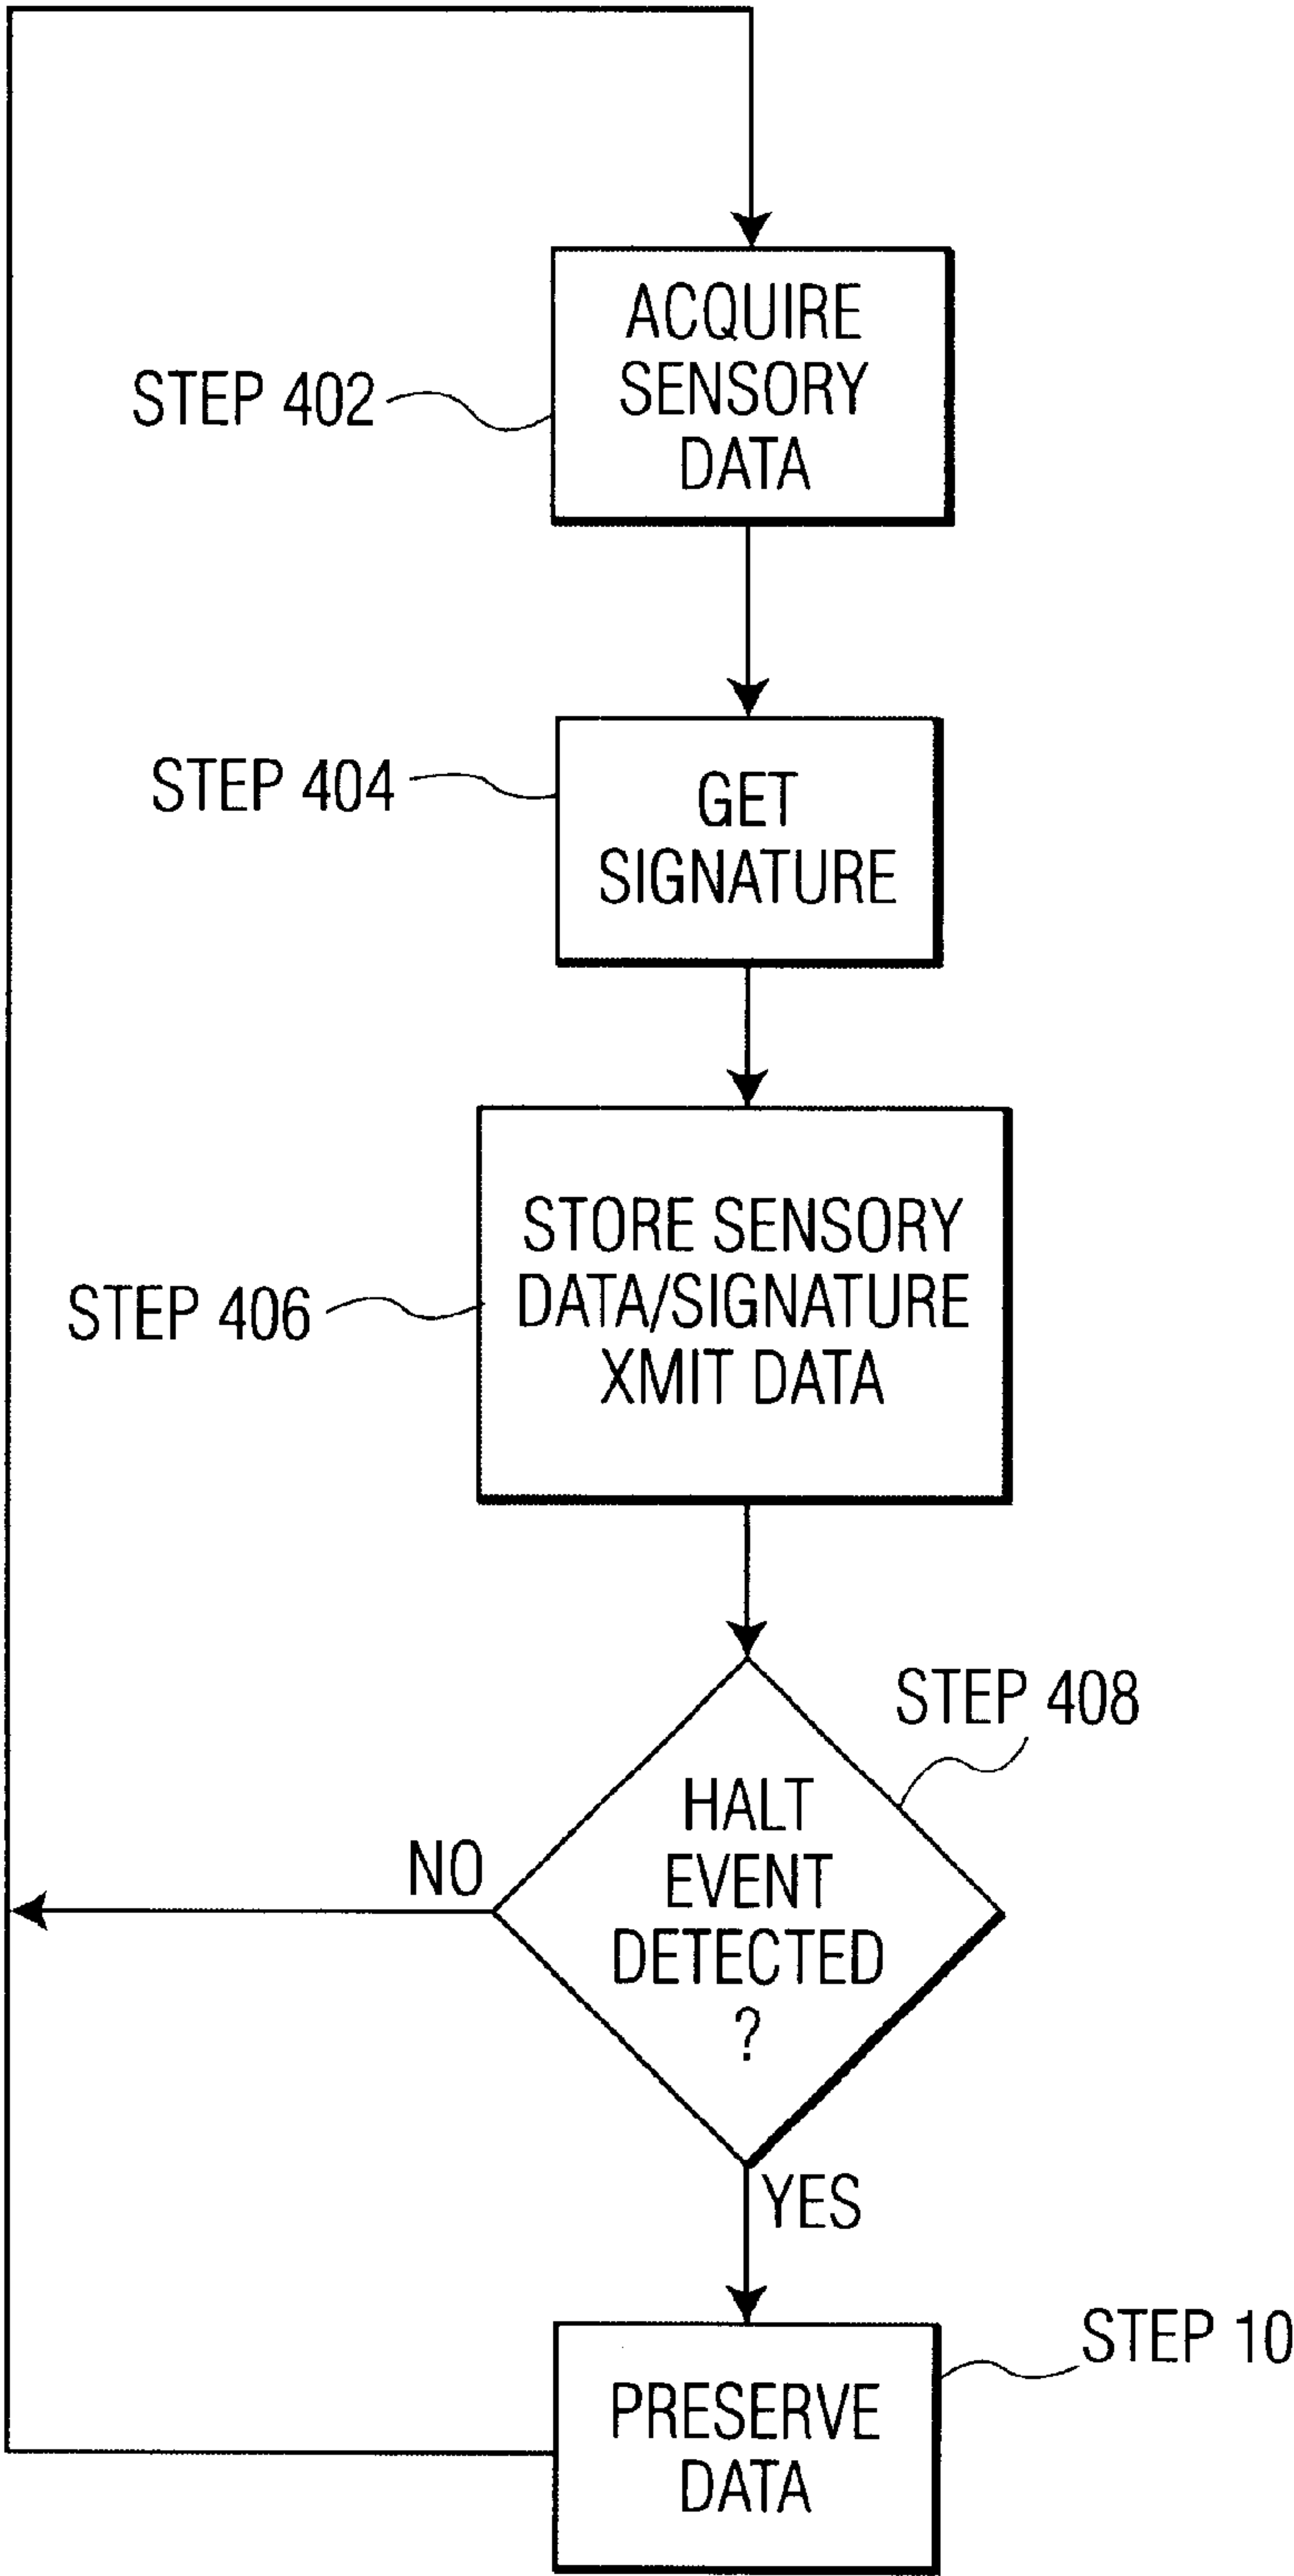 ACQUIRE
SENSORY
DATA
STEP 402
GET
SIGNATURE
STEP 404
STORE SENSORY
DATA/SIGNATURE
XMIT DATA
STEP 406
STEP 408
HALT
EVENT
DETECTED
?
NO
YES
STEP 10
PRESERVE
DATA